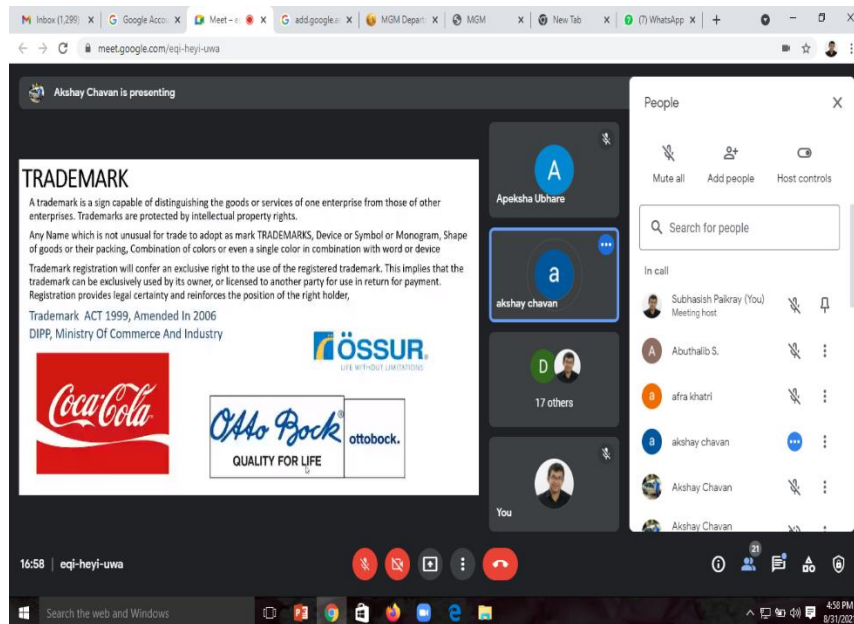 Inbox (1,299)
Google Accou
Meet – e
add.google.a
MGM Depart
MGM
New Tab
(7) WhatsApp
meet.google.com/eqi-heyi-uwa
Akshay Chavan is presenting
TRADEMARK
A trademark is a sign capable of distinguishing the goods or services of one enterprise from those of other
enterprises. Trademarks are protected by intellectual property rights.
Any Name which is not unusual for trade to adopt as mark TRADEMARKS, Device or Symbol or Monogram, Shape
of goods or their packing, Combination of colors or even a single color in combination with word or device
Trademark registration will confer an exclusive right to the use of the registered trademark. This implies that the
trademark can be exclusively used by its owner, or licensed to another party for use in return for payment.
Registration provides legal certainty and reinforces the position of the right holder,
Trademark ACT 1999, Amended In 2006
DIPP, Ministry Of Commerce And Industry
ÖSSUR®
LIFE WITHOUT LIMITATIONS
Coca-Cola
Otto Bock®
QUALITY FOR LIFE
ottobock.
A
Apeksha Ubhare
a
akshay chavan
D
17 others
You
People
Mute all
Add people
Host controls
Search for people
In call
Subhasish Paikray (You)
Meeting host
A
Abuthalib S.
a
afra khatri
a
akshay chavan
Akshay Chavan
Akshay Chavan
16:58 | eqi-heyi-uwa
21
Search the web and Windows
4:58 PM
8/31/202